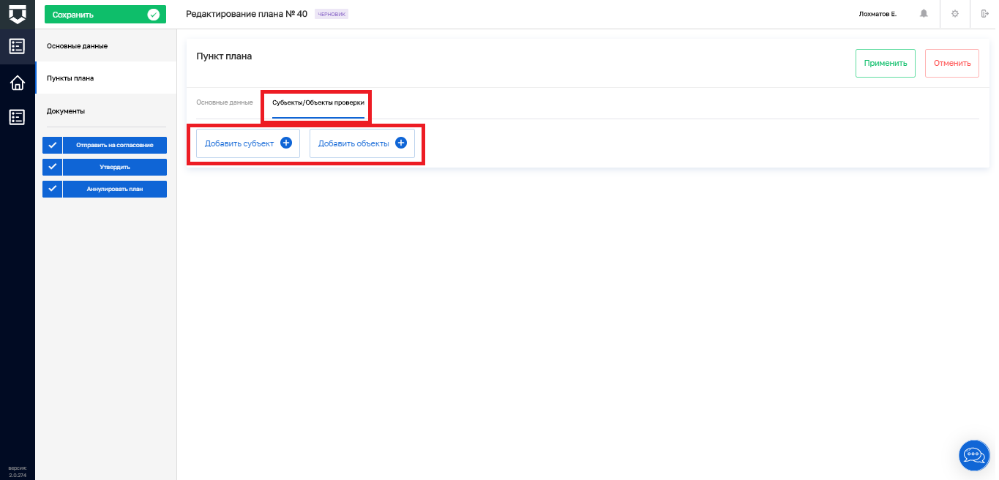 Сохранить
Редактирование плана № 40 ЧЕРНОВИК
Лохматов Е.
Основные данные
Пункты плана
Документы
Отправить на согласовние
Утвердить
Аннулировать план
Пункт плана
Применить
Отменить
Основные данные
Субъекты/Объекты проверки
Добавить субъект
Добавить объекты
версия:
2.0.274